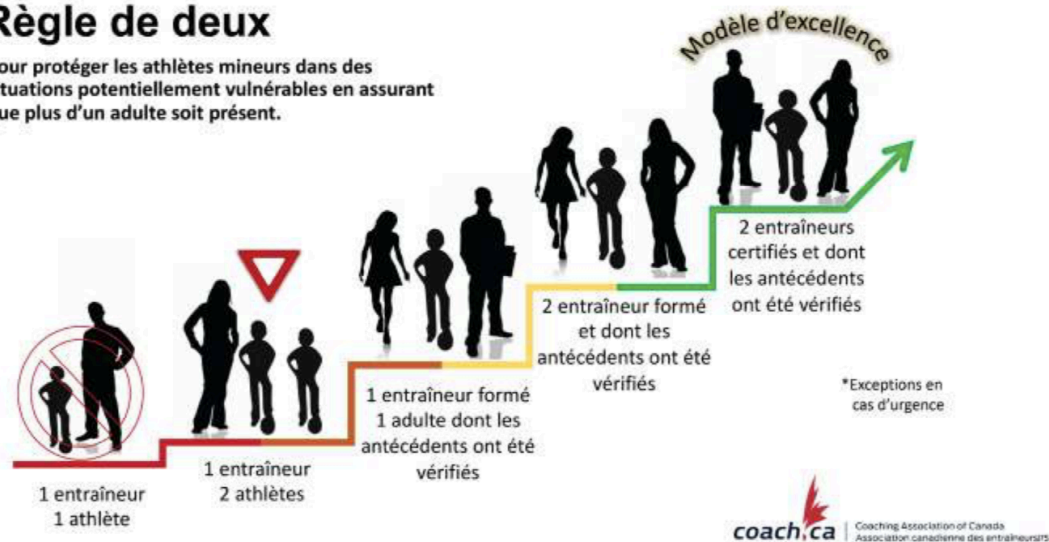 Règle de deux
our protéger les athlètes mineurs dans des
tuations potentiellement vulnérables en assurant
ue plus d'un adulte soit présent.
Modèle d'excellence
2 entraîneurs
certifiés et dont
les antécédents
ont été vérifiés
2 entraîneur formé
et dont les
antécédents ont été
vérifiés
*Exceptions en
cas d'urgence
1 entraîneur formé
1 adulte dont les
antécédents ont été
vérifiés
1 entraîneur
2 athlètes
1 entraîneur
1 athlète
coach.ca
Coaching Association of Canada
Association canadienne des entraîneurs